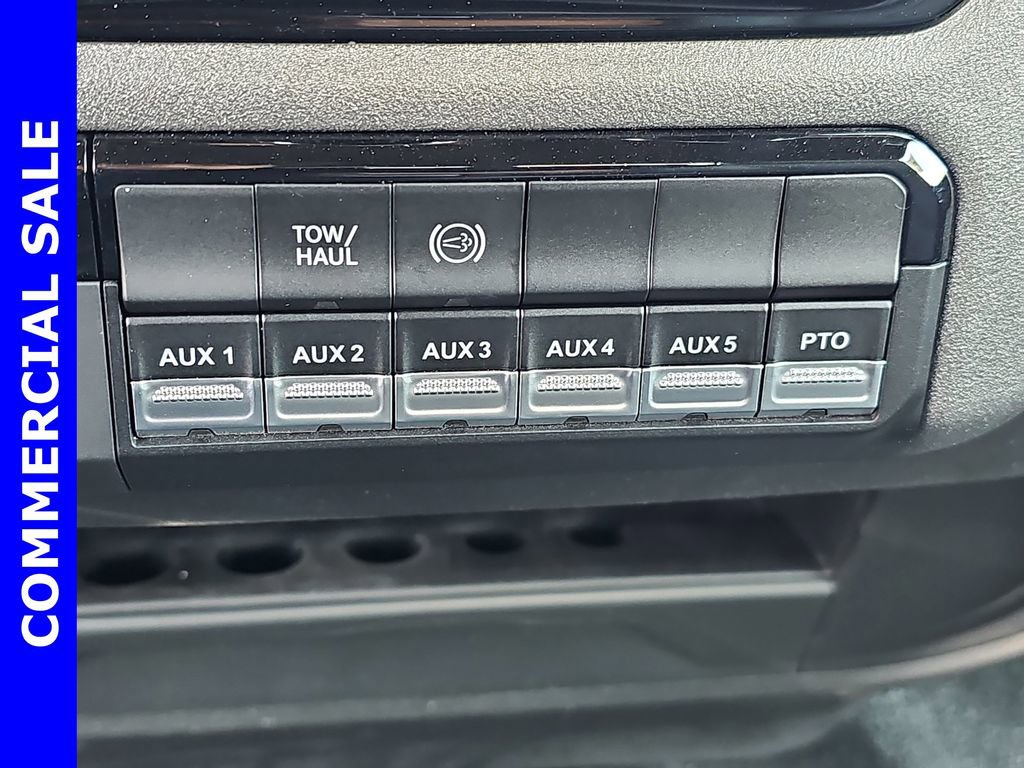 COMMERCIAL SALE
TOW/
HAUL
AUX 1 AUX 2 AUX 3 AUX 4 AUX 5 PTO